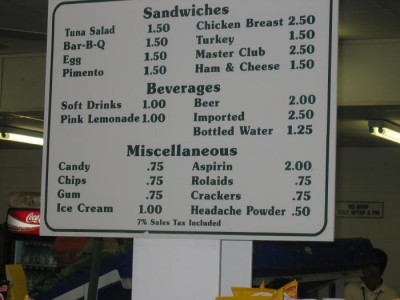 Sandwiches
Tuna Salad 1.50 Chicken Breast 2.50
Bar-B-Q 1.50 Turkey 1.50
Egg 1.50 Master Club 2.50
Pimento 1.50 Ham & Cheese 1.50
Beverages
Soft Drinks 1.00 Beer 2.00
Pink Lemonade 1.00 Imported 2.50
Bottled Water 1.25
Miscellaneous
Candy .75 Aspirin 2.00
Chips .75 Rolaids .75
Gum .75 Crackers .75
Ice Cream 1.00 Headache Powder .50
7% Sales Tax Included